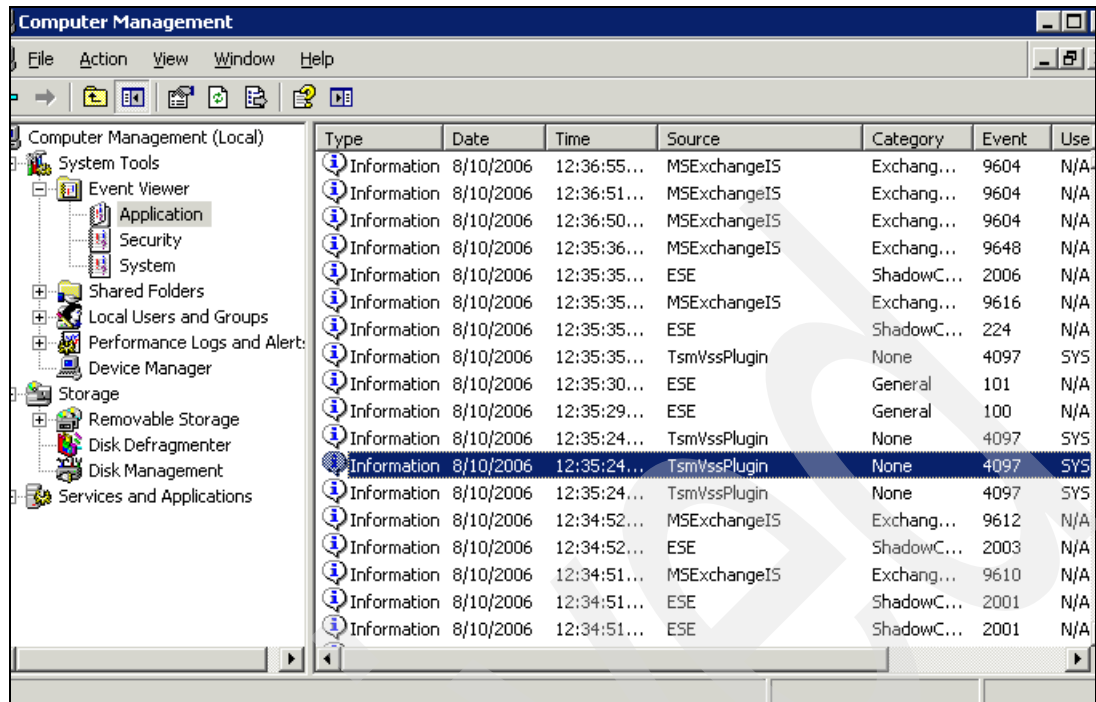 Computer Management
File Action View Window Help
Computer Management (Local)
System Tools
Event Viewer
Application
Security
System
Shared Folders
Local Users and Groups
Performance Logs and Alert
Device Manager
Storage
Removable Storage
Disk Defragmenter
Disk Management
Services and Applications
Type Date Time Source Category Event Use
Information 8/10/2006 12:36:55... MSExchangeIS Exchang... 9604 N/A
Information 8/10/2006 12:36:51... MSExchangeIS Exchang... 9604 N/A
Information 8/10/2006 12:36:50... MSExchangeIS Exchang... 9604 N/A
Information 8/10/2006 12:35:36... MSExchangeIS Exchang... 9648 N/A
Information 8/10/2006 12:35:35... ESE ShadowC... 2006 N/A
Information 8/10/2006 12:35:35... MSExchangeIS Exchang... 9616 N/A
Information 8/10/2006 12:35:35... ESE ShadowC... 224 N/A
Information 8/10/2006 12:35:35... TsmVssPlugin None 4097 SYS
Information 8/10/2006 12:35:30... ESE General 101 N/A
Information 8/10/2006 12:35:29... ESE General 100 N/A
Information 8/10/2006 12:35:24... TsmVssPlugin None 4097 SYS
Information 8/10/2006 12:35:24... TsmVssPlugin None 4097 SYS
Information 8/10/2006 12:35:24... TsmVssPlugin None 4097 SYS
Information 8/10/2006 12:34:52... MSExchangeIS Exchang... 9612 N/A
Information 8/10/2006 12:34:52... ESE ShadowC... 2003 N/A
Information 8/10/2006 12:34:51... MSExchangeIS Exchang... 9610 N/A
Information 8/10/2006 12:34:51... ESE ShadowC... 2001 N/A
Information 8/10/2006 12:34:51... ESE ShadowC... 2001 N/A